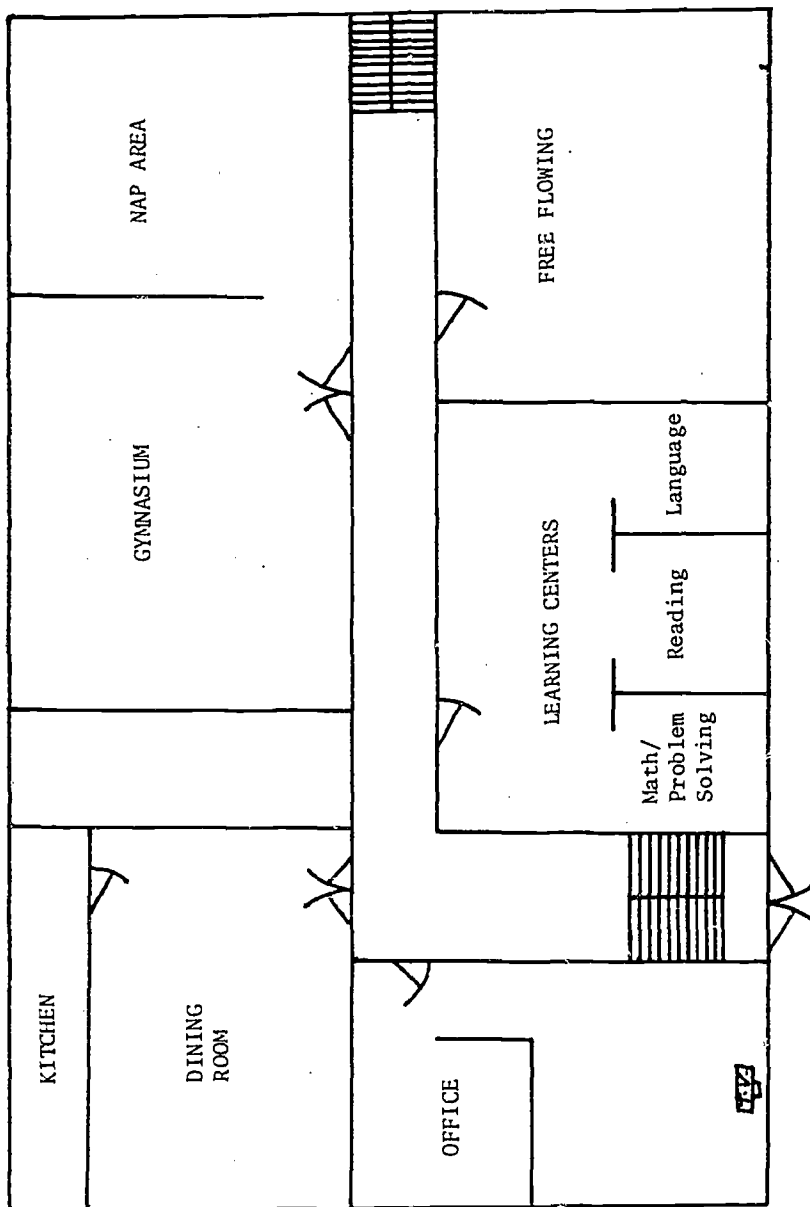 KITCHEN
DINING
ROOM
GYMNASIUM
NAP AREA
OFFICE
LEARNING CENTERS
FREE FLOWING
Math/
Problem
Solving
Reading
Language